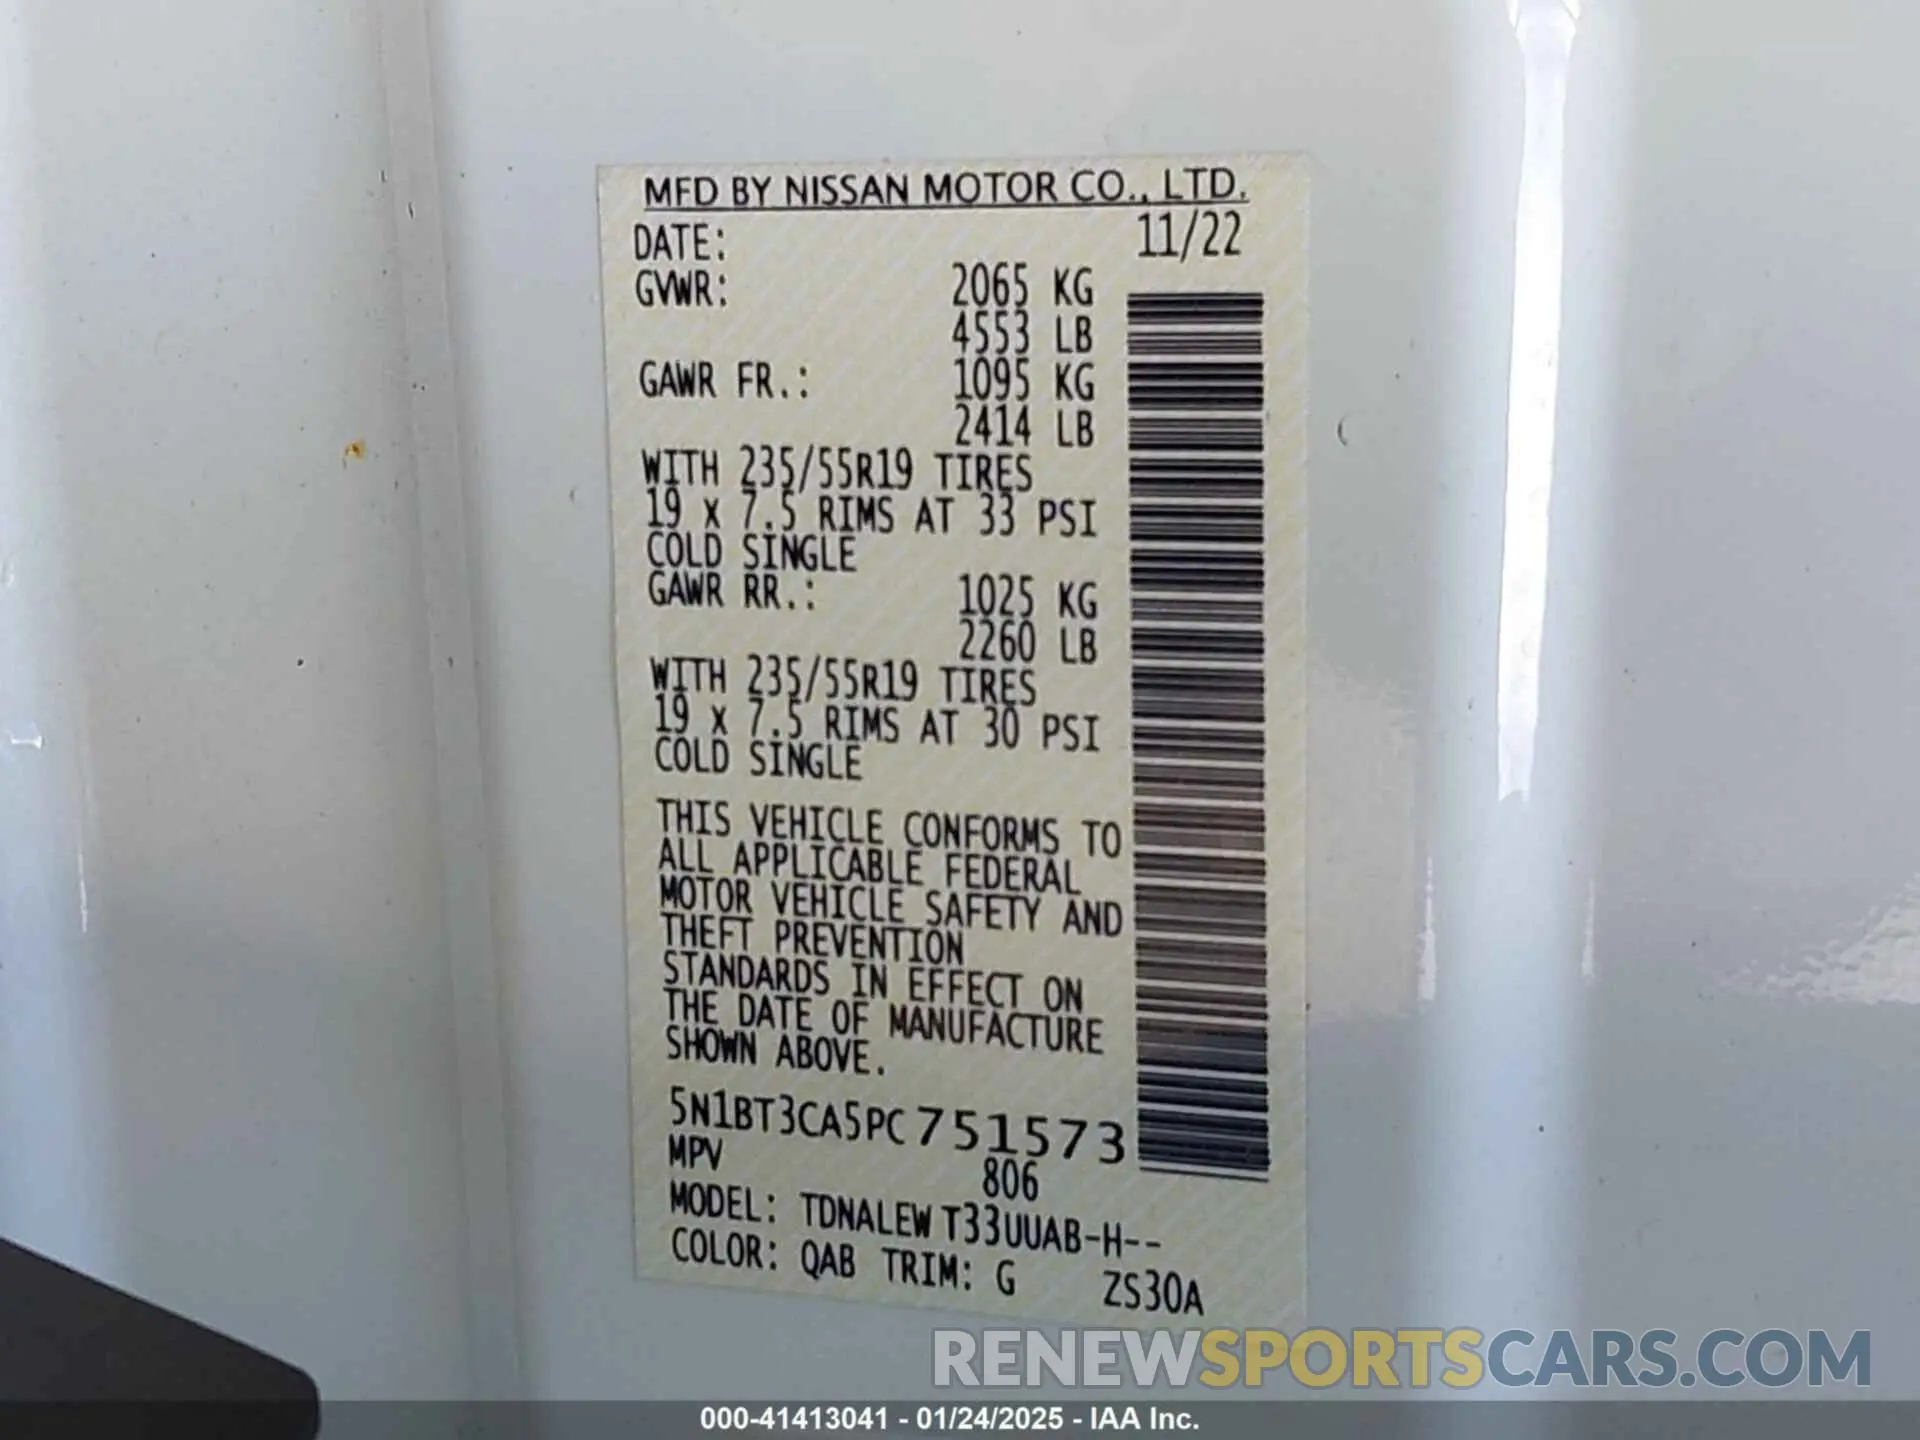 MFD BY NISSAN MOTOR CO., LTD.
DATE: 11/22
GVWR: 2065 KG
4553 LB
GAWR FR.: 1095 KG
2414 LB
WITH 235/55R19 TIRES
19 x 7.5 RIMS AT 33 PSI
COLD SINGLE
GAWR RR.: 1025 KG
2260 LB
WITH 235/55R19 TIRES
19 x 7.5 RIMS AT 30 PSI
COLD SINGLE
THIS VEHICLE CONFORMS TO
ALL APPLICABLE FEDERAL
MOTOR VEHICLE SAFETY AND
THEFT PREVENTION
STANDARDS IN EFFECT ON
THE DATE OF MANUFACTURE
SHOWN ABOVE.
5N1BT3CA5PC751573
MPV 806
MODEL: TDNALEW T33UUAB-H--
COLOR: QAB TRIM: G ZS30A
RENEWSPORTSCARS.COM
000-41413041 - 01/24/2025 - IAA Inc.